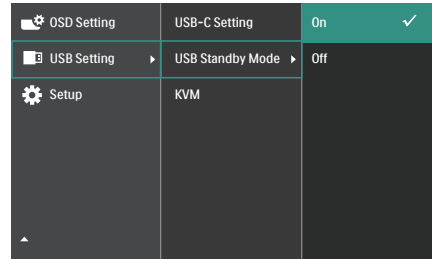 OSD Setting
USB Setting
Setup
USB-C Setting
USB Standby Mode
KVM
On
Off